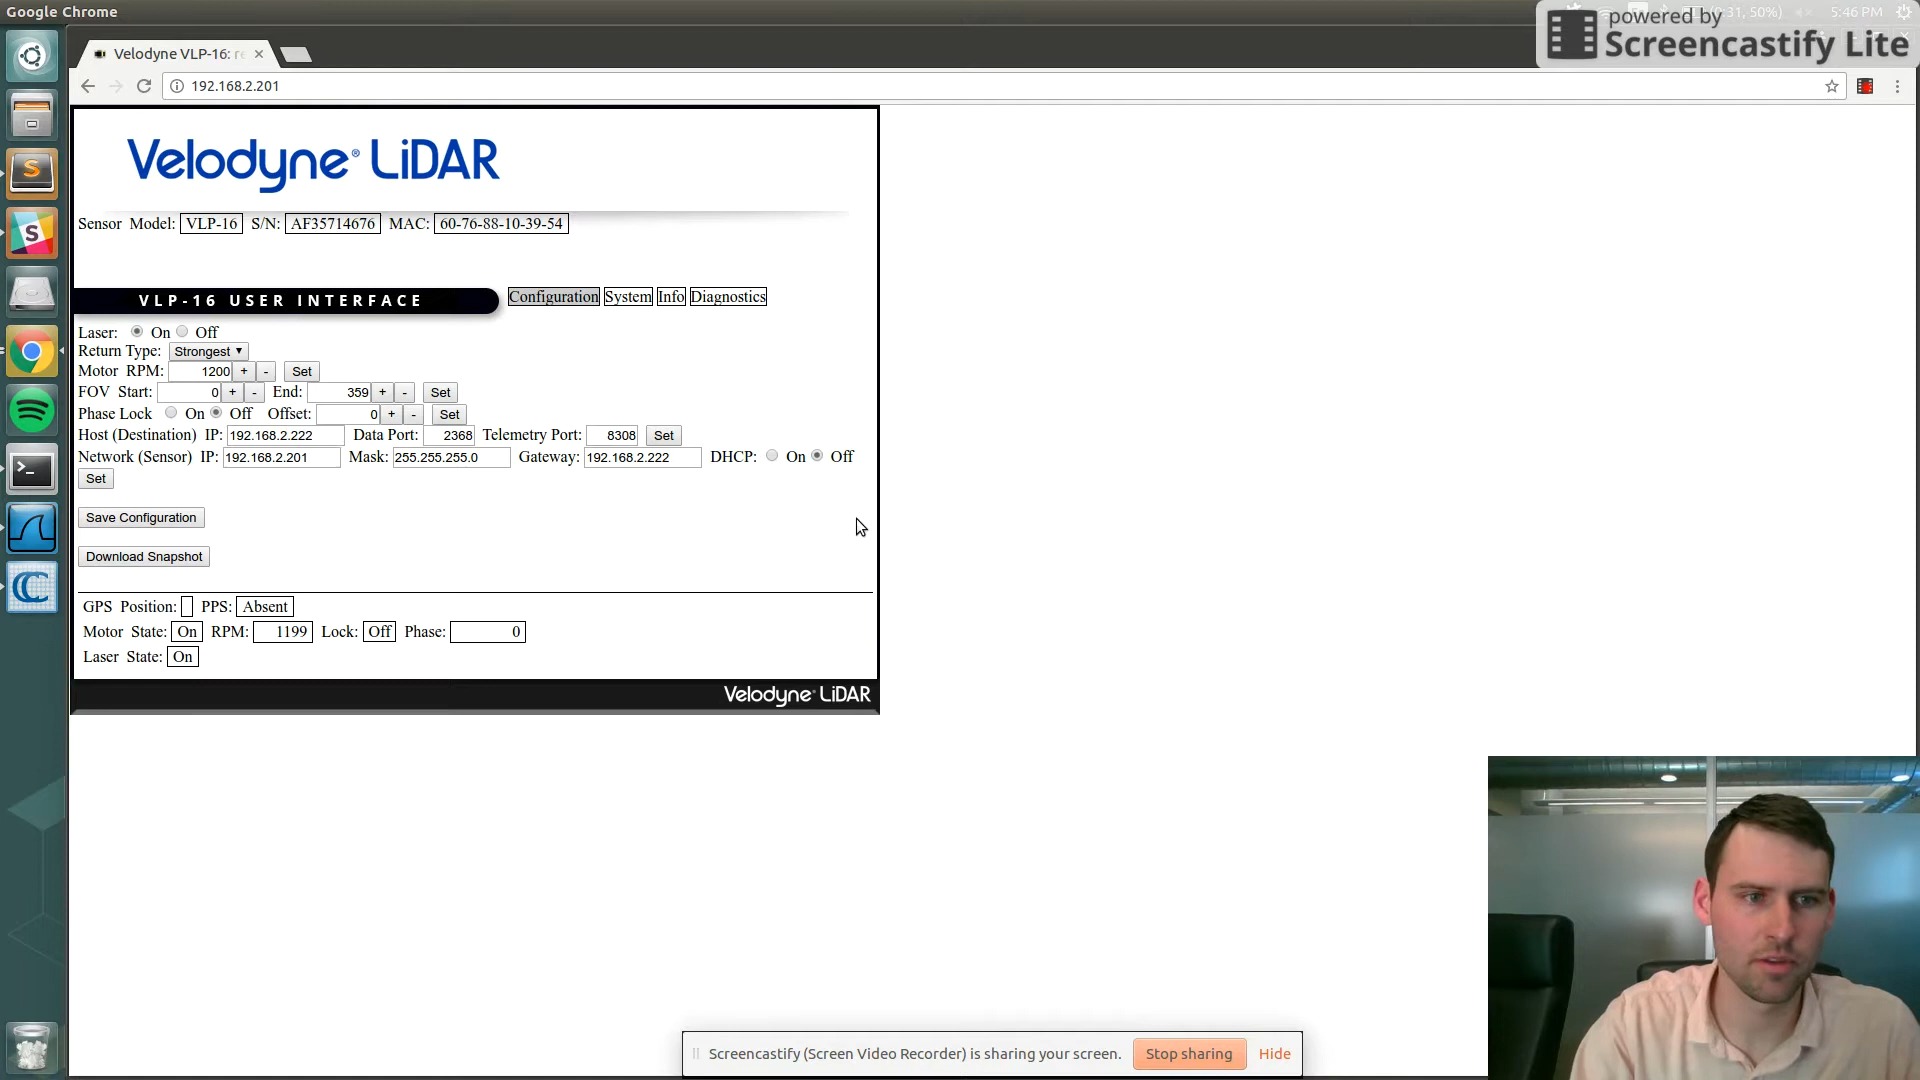 Google Chrome
0:31, 50%)
5:46 PM
powered by
Screencastify Lite
Velodyne VLP-16: re
192.168.2.201
Velodyne® LiDAR
Sensor Model: VLP-16 S/N: AF35714676 MAC: 60-76-88-10-39-54
VLP-16 USER INTERFACE
Configuration System Info Diagnostics
Laser: On Off
Return Type: Strongest
Motor RPM: 1200 + - Set
FOV Start: 0 + - End: 359 + - Set
Phase Lock On Off Offset: 0 + - Set
Host (Destination) IP: 192.168.2.222 Data Port: 2368 Telemetry Port: 8308 Set
Network (Sensor) IP: 192.168.2.201 Mask: 255.255.255.0 Gateway: 192.168.2.222 DHCP: On Off
Set
Save Configuration
Download Snapshot
GPS Position: PPS: Absent
Motor State: On RPM: 1199 Lock: Off Phase: 0
Laser State: On
Velodyne LiDAR
Screencastify (Screen Video Recorder) is sharing your screen. Stop sharing Hide